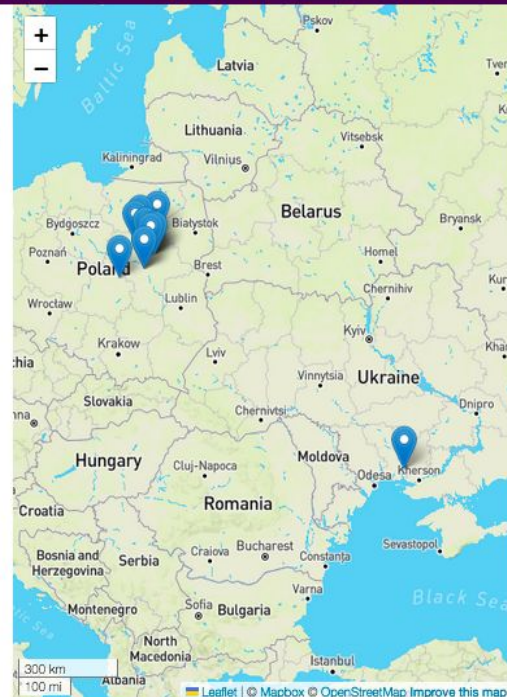 +
−
Baltic Sea
Pskov
Latvia
Tver
Lithuania
Vitsebsk
Kaliningrad
Vilnius
Belarus
Bydgoszcz
Białystok
Bryansk
Poznań
Poland
Brest
Homel
Wrocław
Lublin
Chernihiv
Kyiv
Krakow
Lviv
Vinnytsia
Ukraine
Slovakia
Chernivtsi
Dnipro
Hungary
Moldova
Cluj-Napoca
Odesa
Kherson
Croatia
Romania
Bosnia and
Herzegovina
Serbia
Craiova
Bucharest
Constanța
Sevastopol
Varna
Black Sea
Montenegro
Sofia
Bulgaria
North
Macedonia
300 km
Albania
Istanbul
100 mi
Leaflet | © Mapbox © OpenStreetMap Improve this map